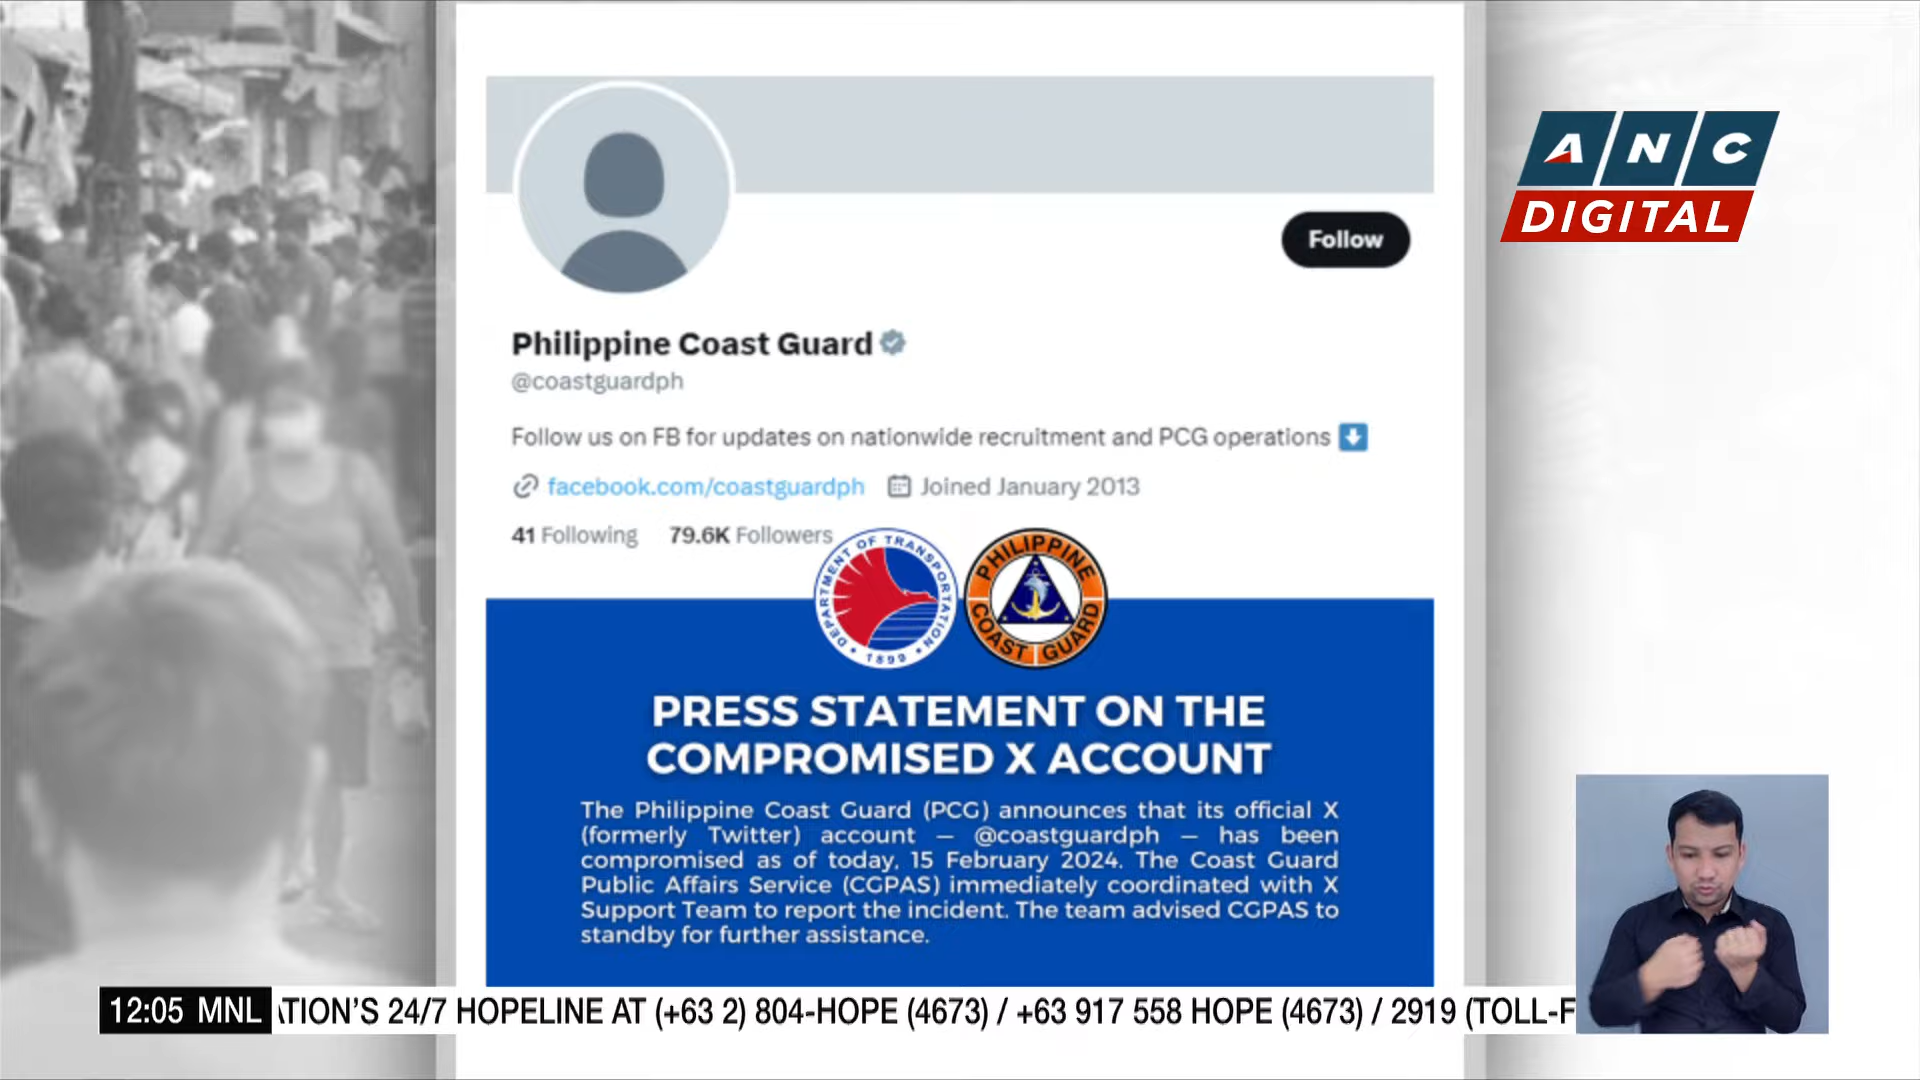 ANC
DIGITAL
Follow
Philippine Coast Guard
@coastguardph
Follow us on FB for updates on nationwide recruitment and PCG operations
facebook.com/coastguardph Joined January 2013
41 Following 79.6K Followers
DEPARTMENT OF TRANSPORTATION
1899
PHILIPPINE
COAST GUARD
PRESS STATEMENT ON THE
COMPROMISED X ACCOUNT
The Philippine Coast Guard (PCG) announces that its official X
(formerly Twitter) account — @coastguardph — has been
compromised as of today, 15 February 2024. The Coast Guard
Public Affairs Service (CGPAS) immediately coordinated with X
Support Team to report the incident. The team advised CGPAS to
standby for further assistance.
12:05 MNL ATION'S 24/7 HOPELINE AT (+63 2) 804-HOPE (4673) / +63 917 558 HOPE (4673) / 2919 (TOLL-F